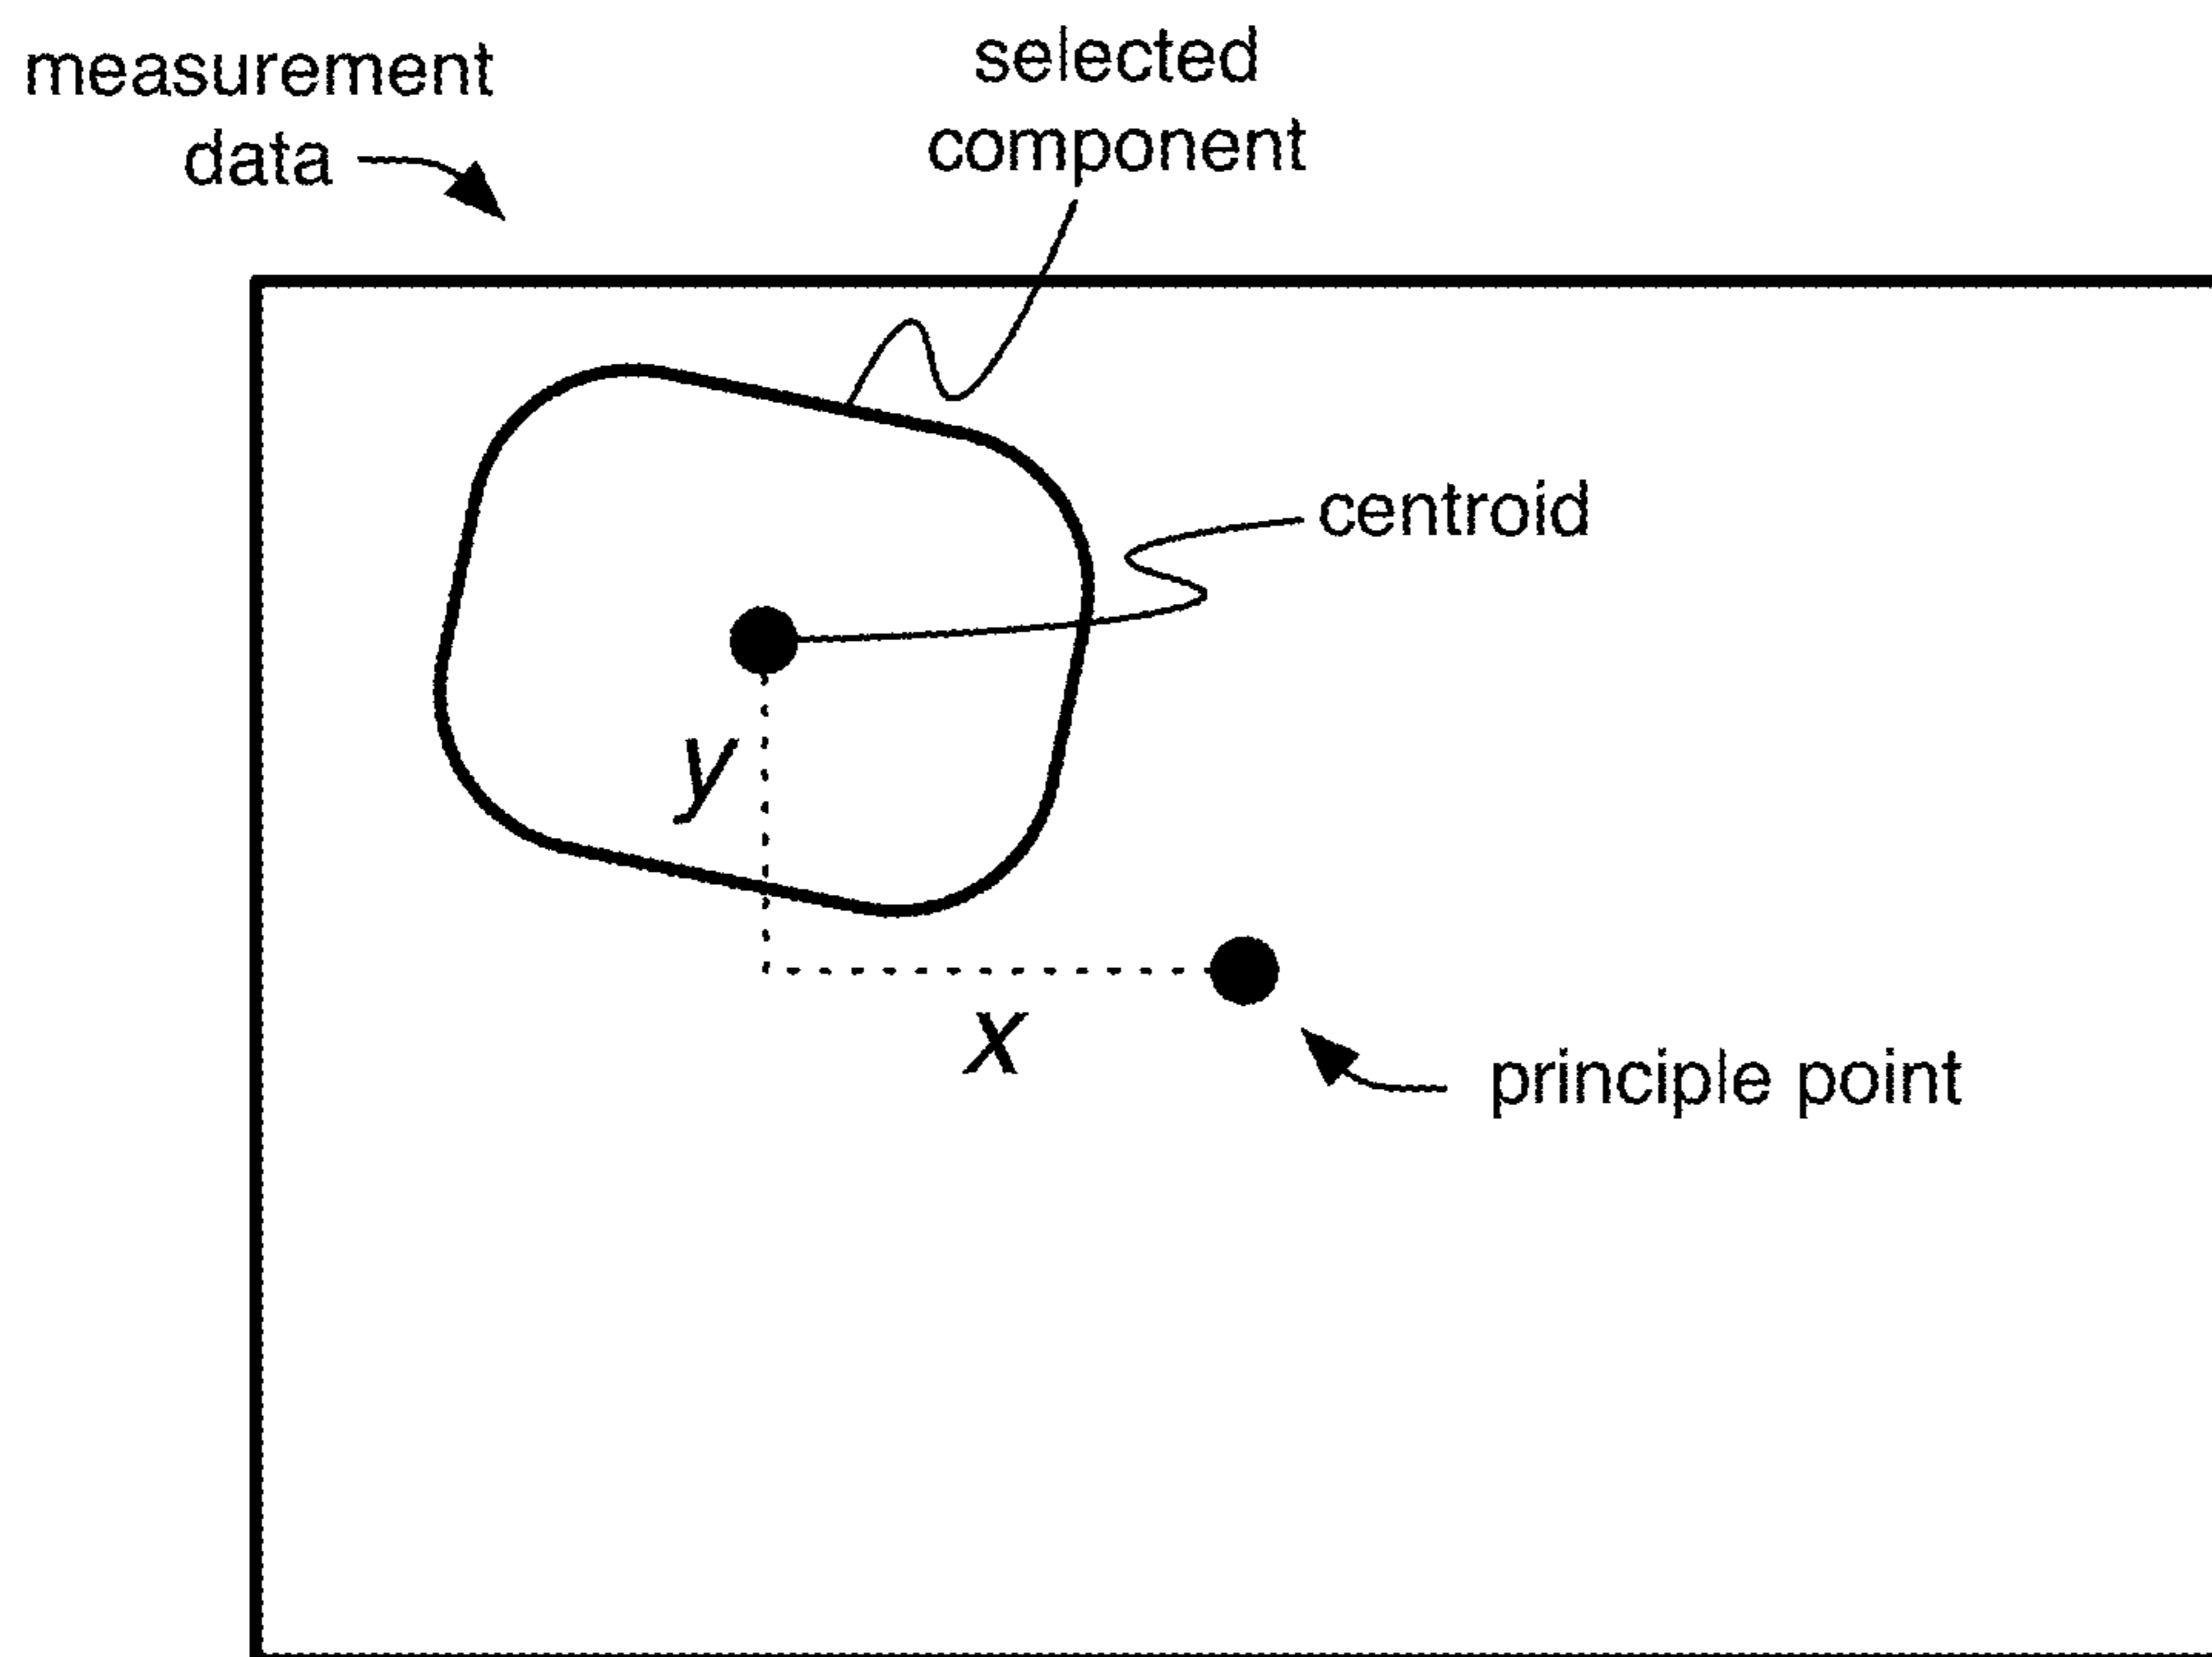 measurement
data
selected
component
centroid
y
x
principle point